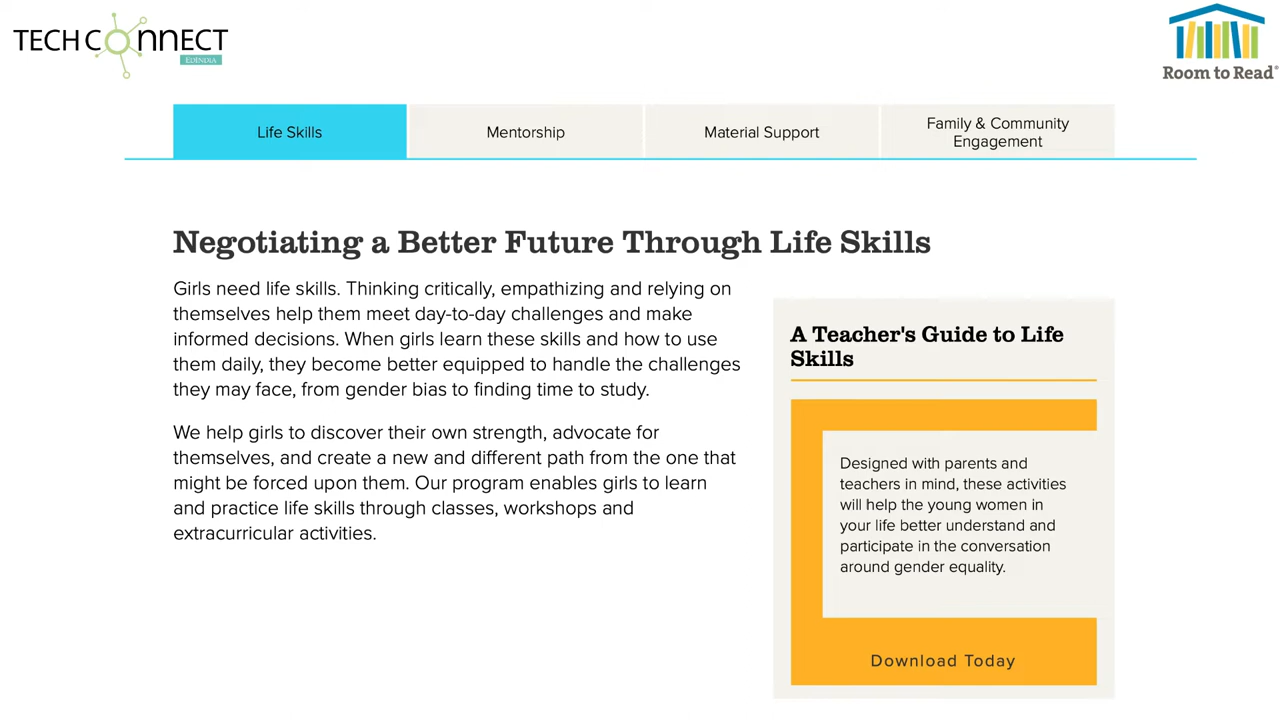 TECH CONNECT
EDINDIA
Room to Read®
Life Skills
Mentorship
Material Support
Family & Community
Engagement
Negotiating a Better Future Through Life Skills
Girls need life skills. Thinking critically, empathizing and relying on
themselves help them meet day-to-day challenges and make
informed decisions. When girls learn these skills and how to use
them daily, they become better equipped to handle the challenges
they may face, from gender bias to finding time to study.
We help girls to discover their own strength, advocate for
themselves, and create a new and different path from the one that
might be forced upon them. Our program enables girls to learn
and practice life skills through classes, workshops and
extracurricular activities.
A Teacher's Guide to Life
Skills
Designed with parents and
teachers in mind, these activities
will help the young women in
your life better understand and
participate in the conversation
around gender equality.
Download Today